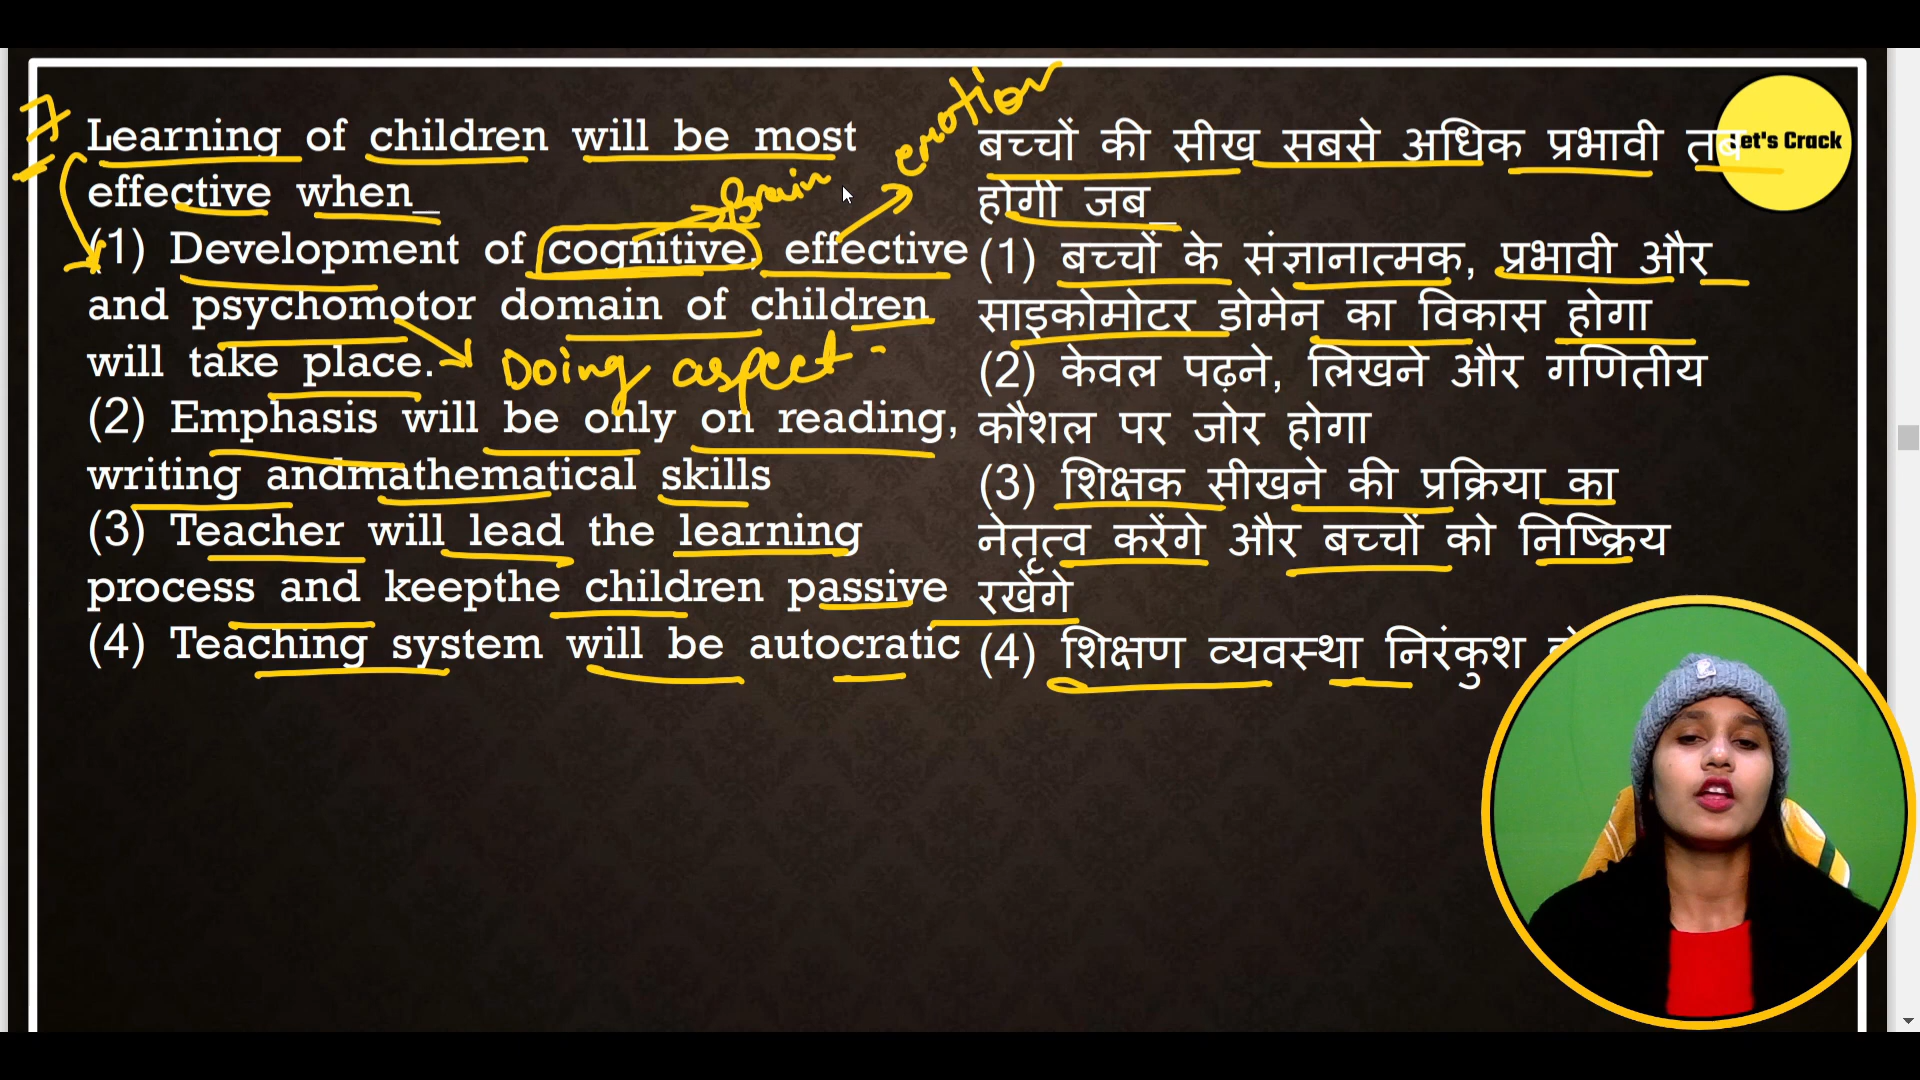 Learning of children will be most
effective when_
(1) Development of cognitive, effective
and psychomotor domain of children
will take place.
(2) Emphasis will be only on reading,
writing andmathematical skills
(3) Teacher will lead the learning
process and keepthe children passive
(4) Teaching system will be autocratic
emotion
Brain
Doing aspect
बच्चों की सीख सबसे अधिक प्रभावी तब
होगी जब_
(1) बच्चों के संज्ञानात्मक, प्रभावी और
साइकोमोटर डोमेन का विकास होगा
(2) केवल पढ़ने, लिखने और गणितीय
कौशल पर जोर होगा
(3) शिक्षक सीखने की प्रक्रिया का
नेतृत्व करेंगे और बच्चों को निष्क्रिय
रखेंगे
(4) शिक्षण व्यवस्था निरंकुश
Let's Crack